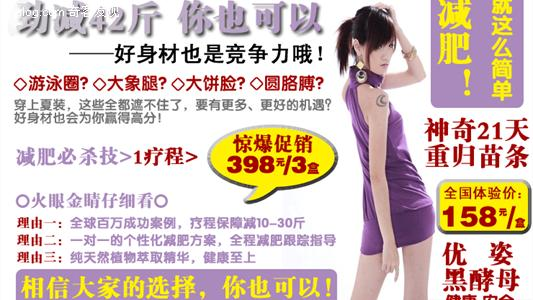 劲减42斤 你也可以
——好身材也是竞争力哦！
◇游泳圈？◇大象腿？◇大饼脸？◇圆胳膊？
穿上夏装，这些全都遮不住了，要有更多、更好的机遇？
好身材也会为你赢得高分！
减肥必杀技>1疗程>
惊爆促销
398元/3盒
○火眼金睛仔细看○
理由一：全球百万成功案例，疗程保障减10-30斤
理由二：一对一的个性化减肥方案，全程减肥跟踪指导
理由三：纯天然植物萃取精华，健康至上
相信大家的选择，你也可以！
减肥！
就这么简单
神奇21天
重归苗条
全国体验价：
158元/盒
优 姿
黑酵母